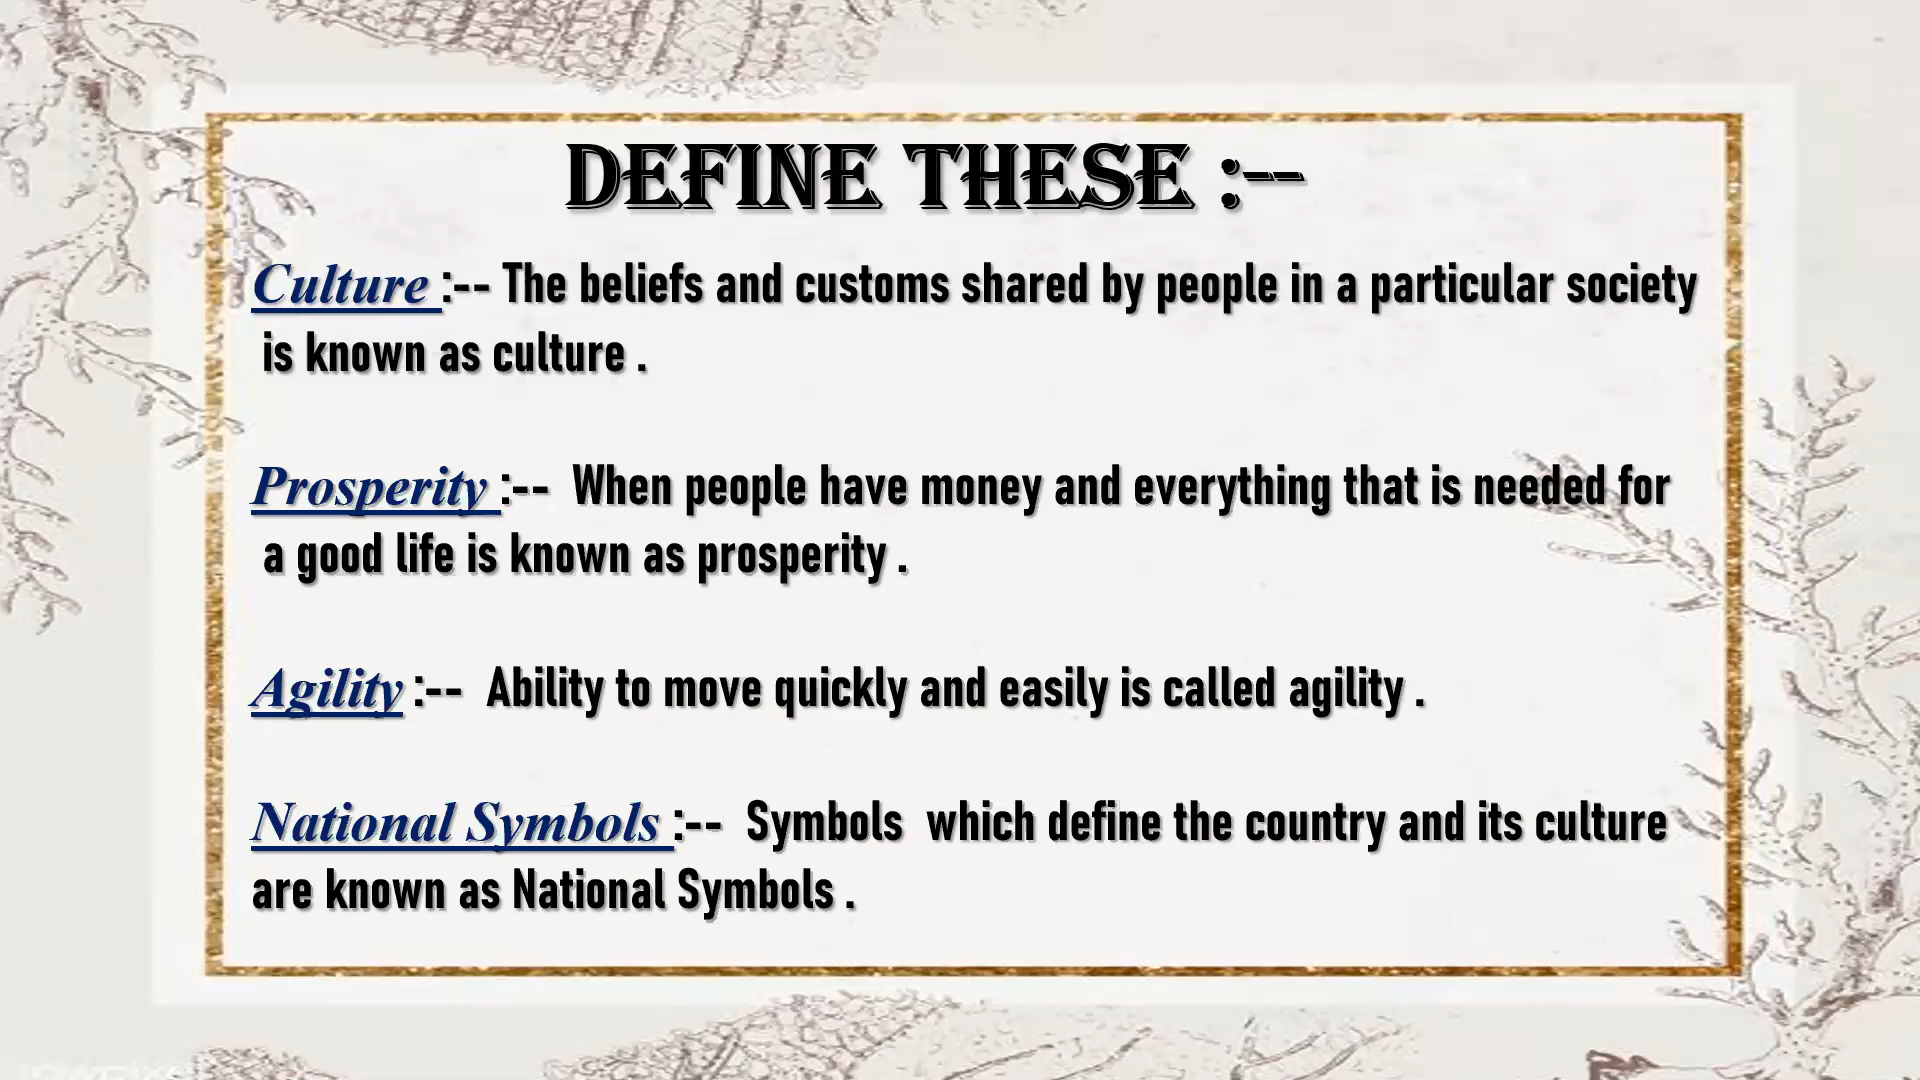 DEFINE THESE :--
Culture :-- The beliefs and customs shared by people in a particular society
is known as culture .
Prosperity :-- When people have money and everything that is needed for
a good life is known as prosperity .
Agility :-- Ability to move quickly and easily is called agility .
National Symbols :-- Symbols which define the country and its culture
are known as National Symbols .